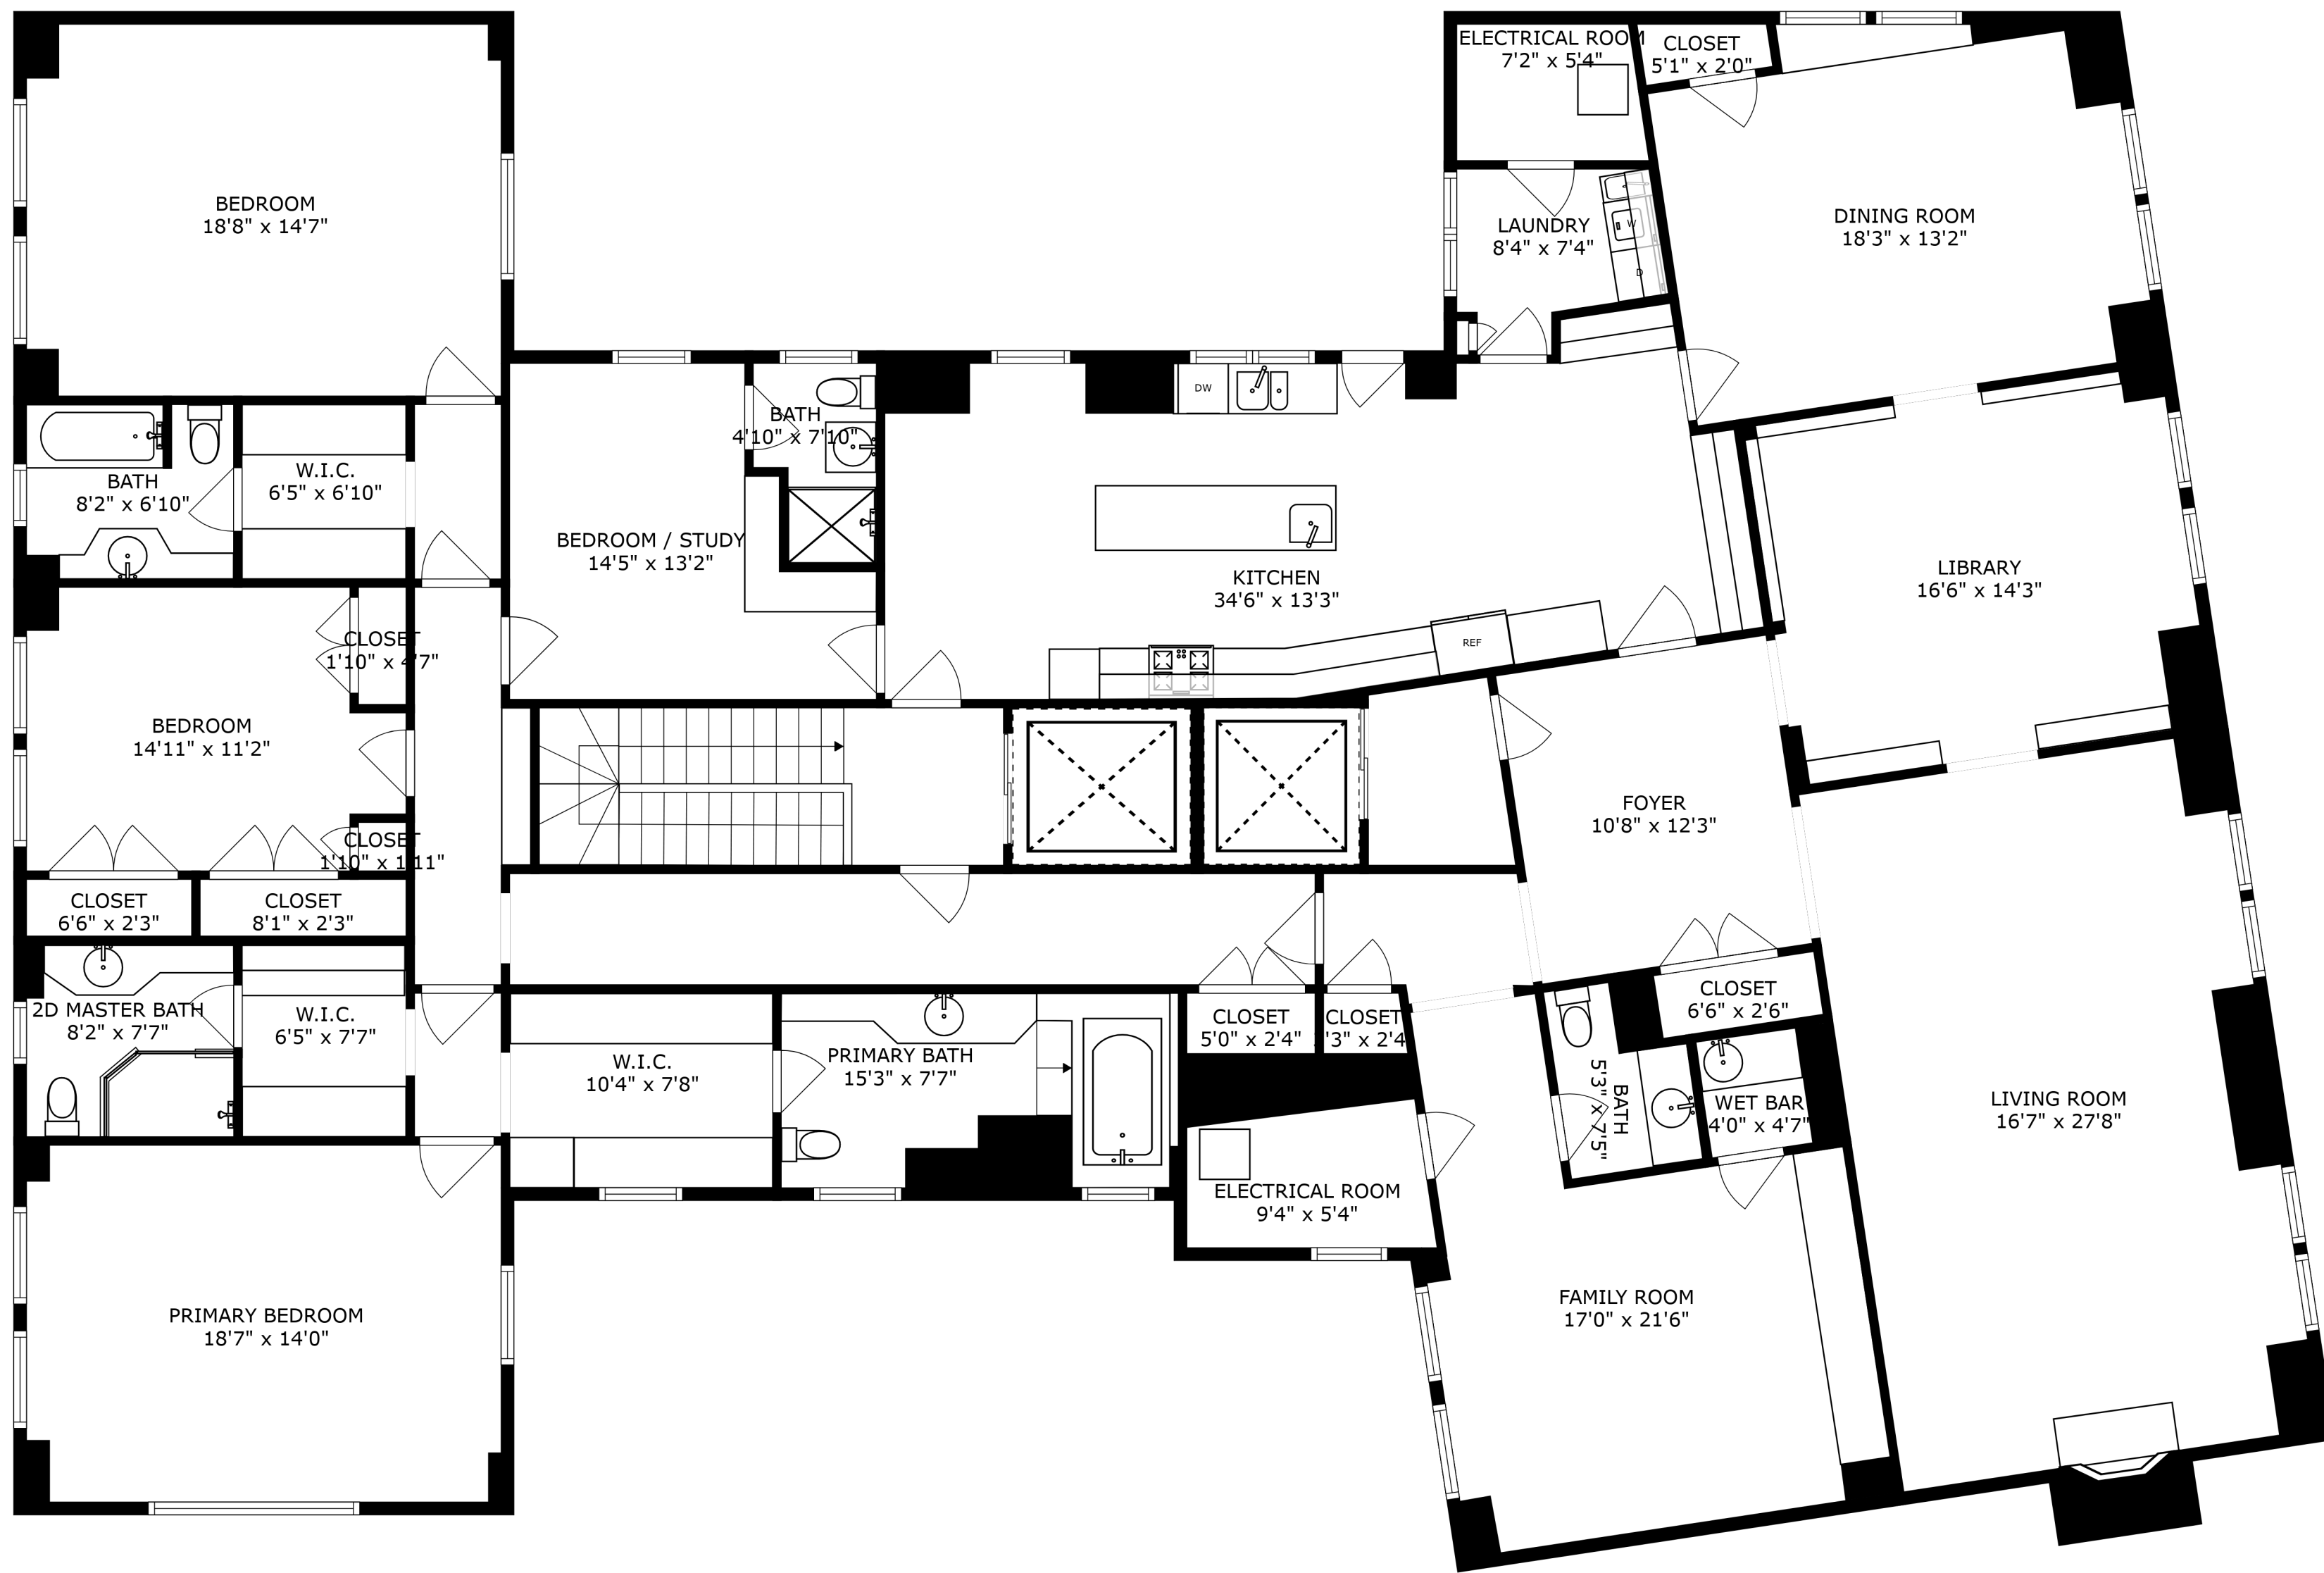 ELECTRICAL ROOM
7'2" x 5'4"
CLOSET
5'1" x 2'0"
BEDROOM
18'8" x 14'7"
LAUNDRY
8'4" x 7'4"
W
D
DINING ROOM
18'3" x 13'2"
BATH
4'10" x 7'10"
DW
BATH
8'2" x 6'10"
W.I.C.
6'5" x 6'10"
BEDROOM / STUDY
14'5" x 13'2"
KITCHEN
34'6" x 13'3"
REF
LIBRARY
16'6" x 14'3"
CLOSET
1'10" x 4'7"
BEDROOM
14'11" x 11'2"
CLOSET
1'10" x 1'11"
FOYER
10'8" x 12'3"
CLOSET
6'6" x 2'3"
CLOSET
8'1" x 2'3"
2D MASTER BATH
8'2" x 7'7"
W.I.C.
6'5" x 7'7"
W.I.C.
10'4" x 7'8"
PRIMARY BATH
15'3" x 7'7"
CLOSET
5'0" x 2'4"
CLOSET
'3" x 2'4
CLOSET
6'6" x 2'6"
BATH
5'3" x 7'5"
WET BAR
4'0" x 4'7"
LIVING ROOM
16'7" x 27'8"
ELECTRICAL ROOM
9'4" x 5'4"
PRIMARY BEDROOM
18'7" x 14'0"
FAMILY ROOM
17'0" x 21'6"